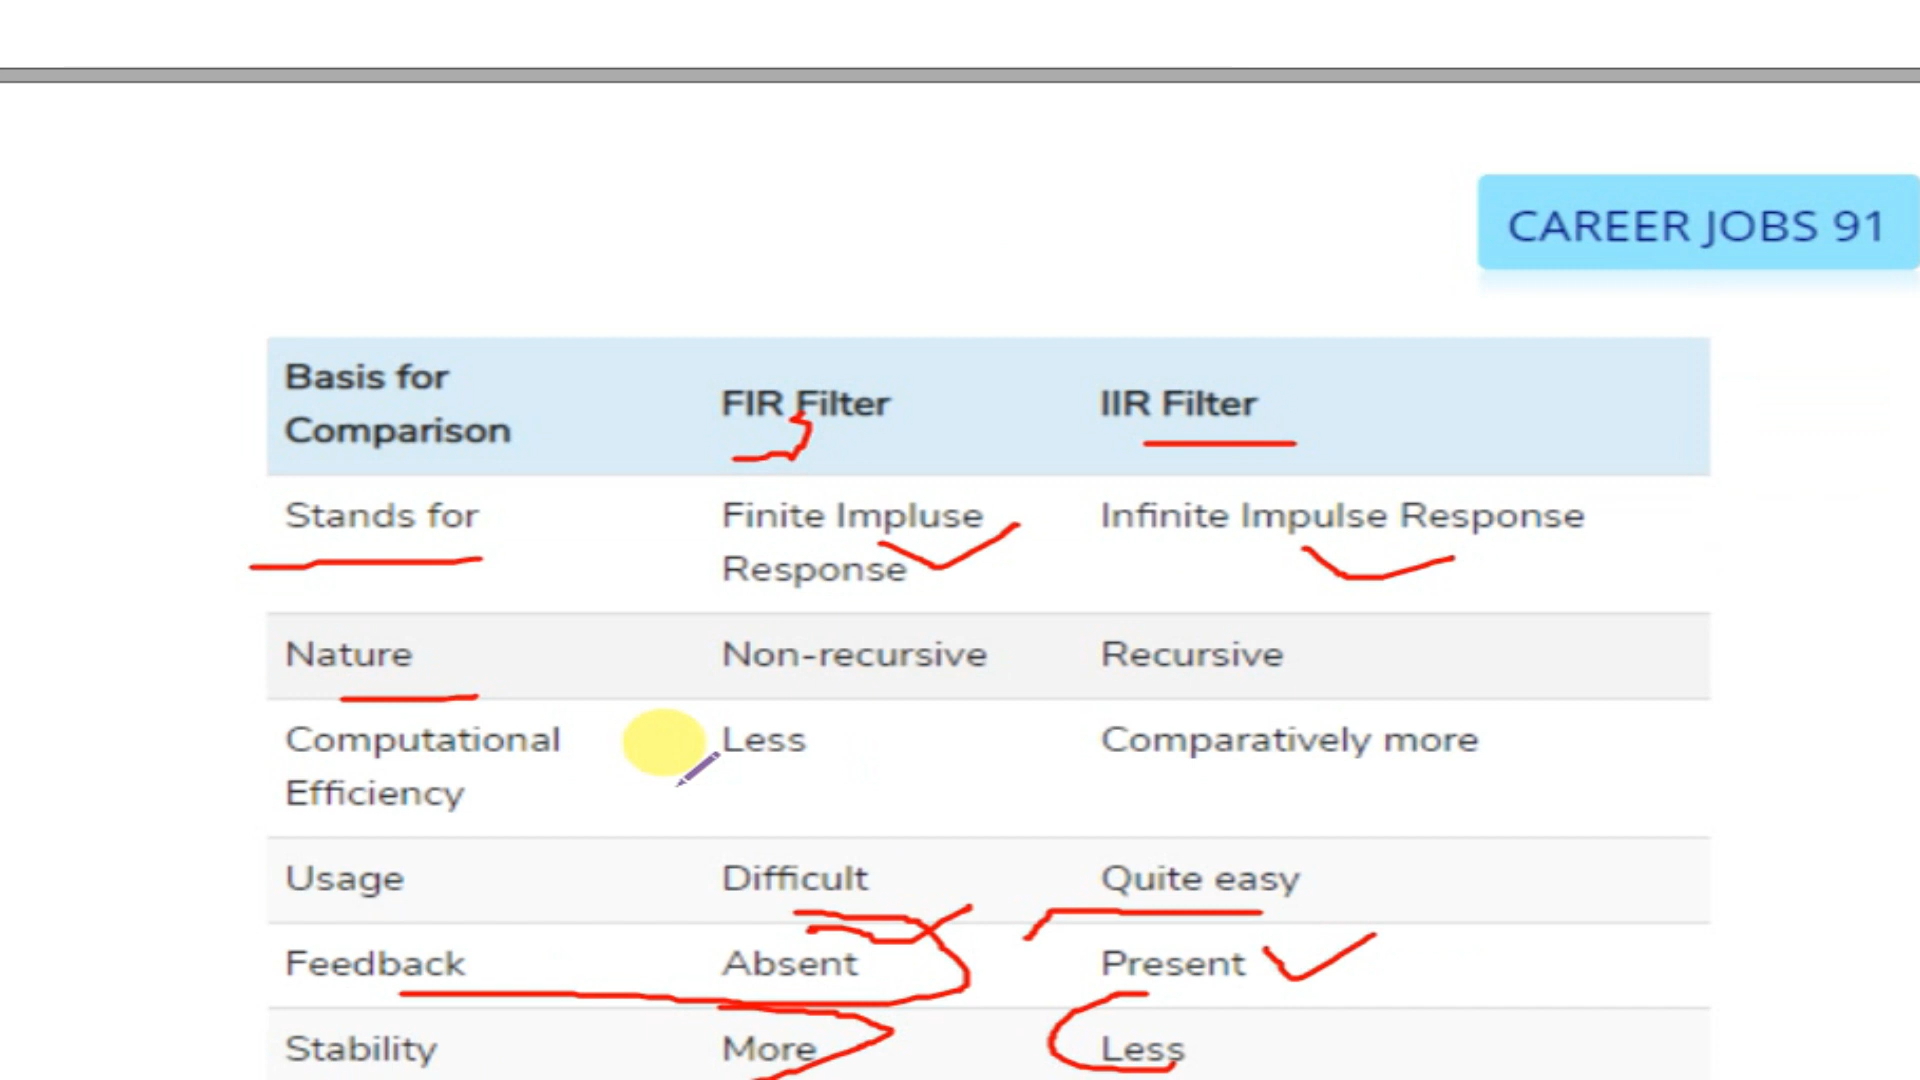 CAREER JOBS 91
Basis for
Comparison
FIR Filter
IIR Filter
Stands for
Finite Impluse
Response
Infinite Impulse Response
Nature
Non-recursive
Recursive
Computational
Efficiency
Less
Comparatively more
Usage
Difficult
Quite easy
Feedback
Absent
Present
Stability
More
Less